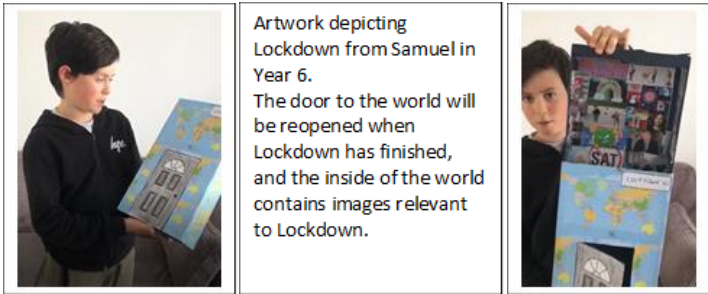 Artwork depicting
Lockdown from Samuel in
Year 6.
The door to the world will
be reopened when
Lockdown has finished,
and the inside of the world
contains images relevant
to Lockdown.
hype.
SAT